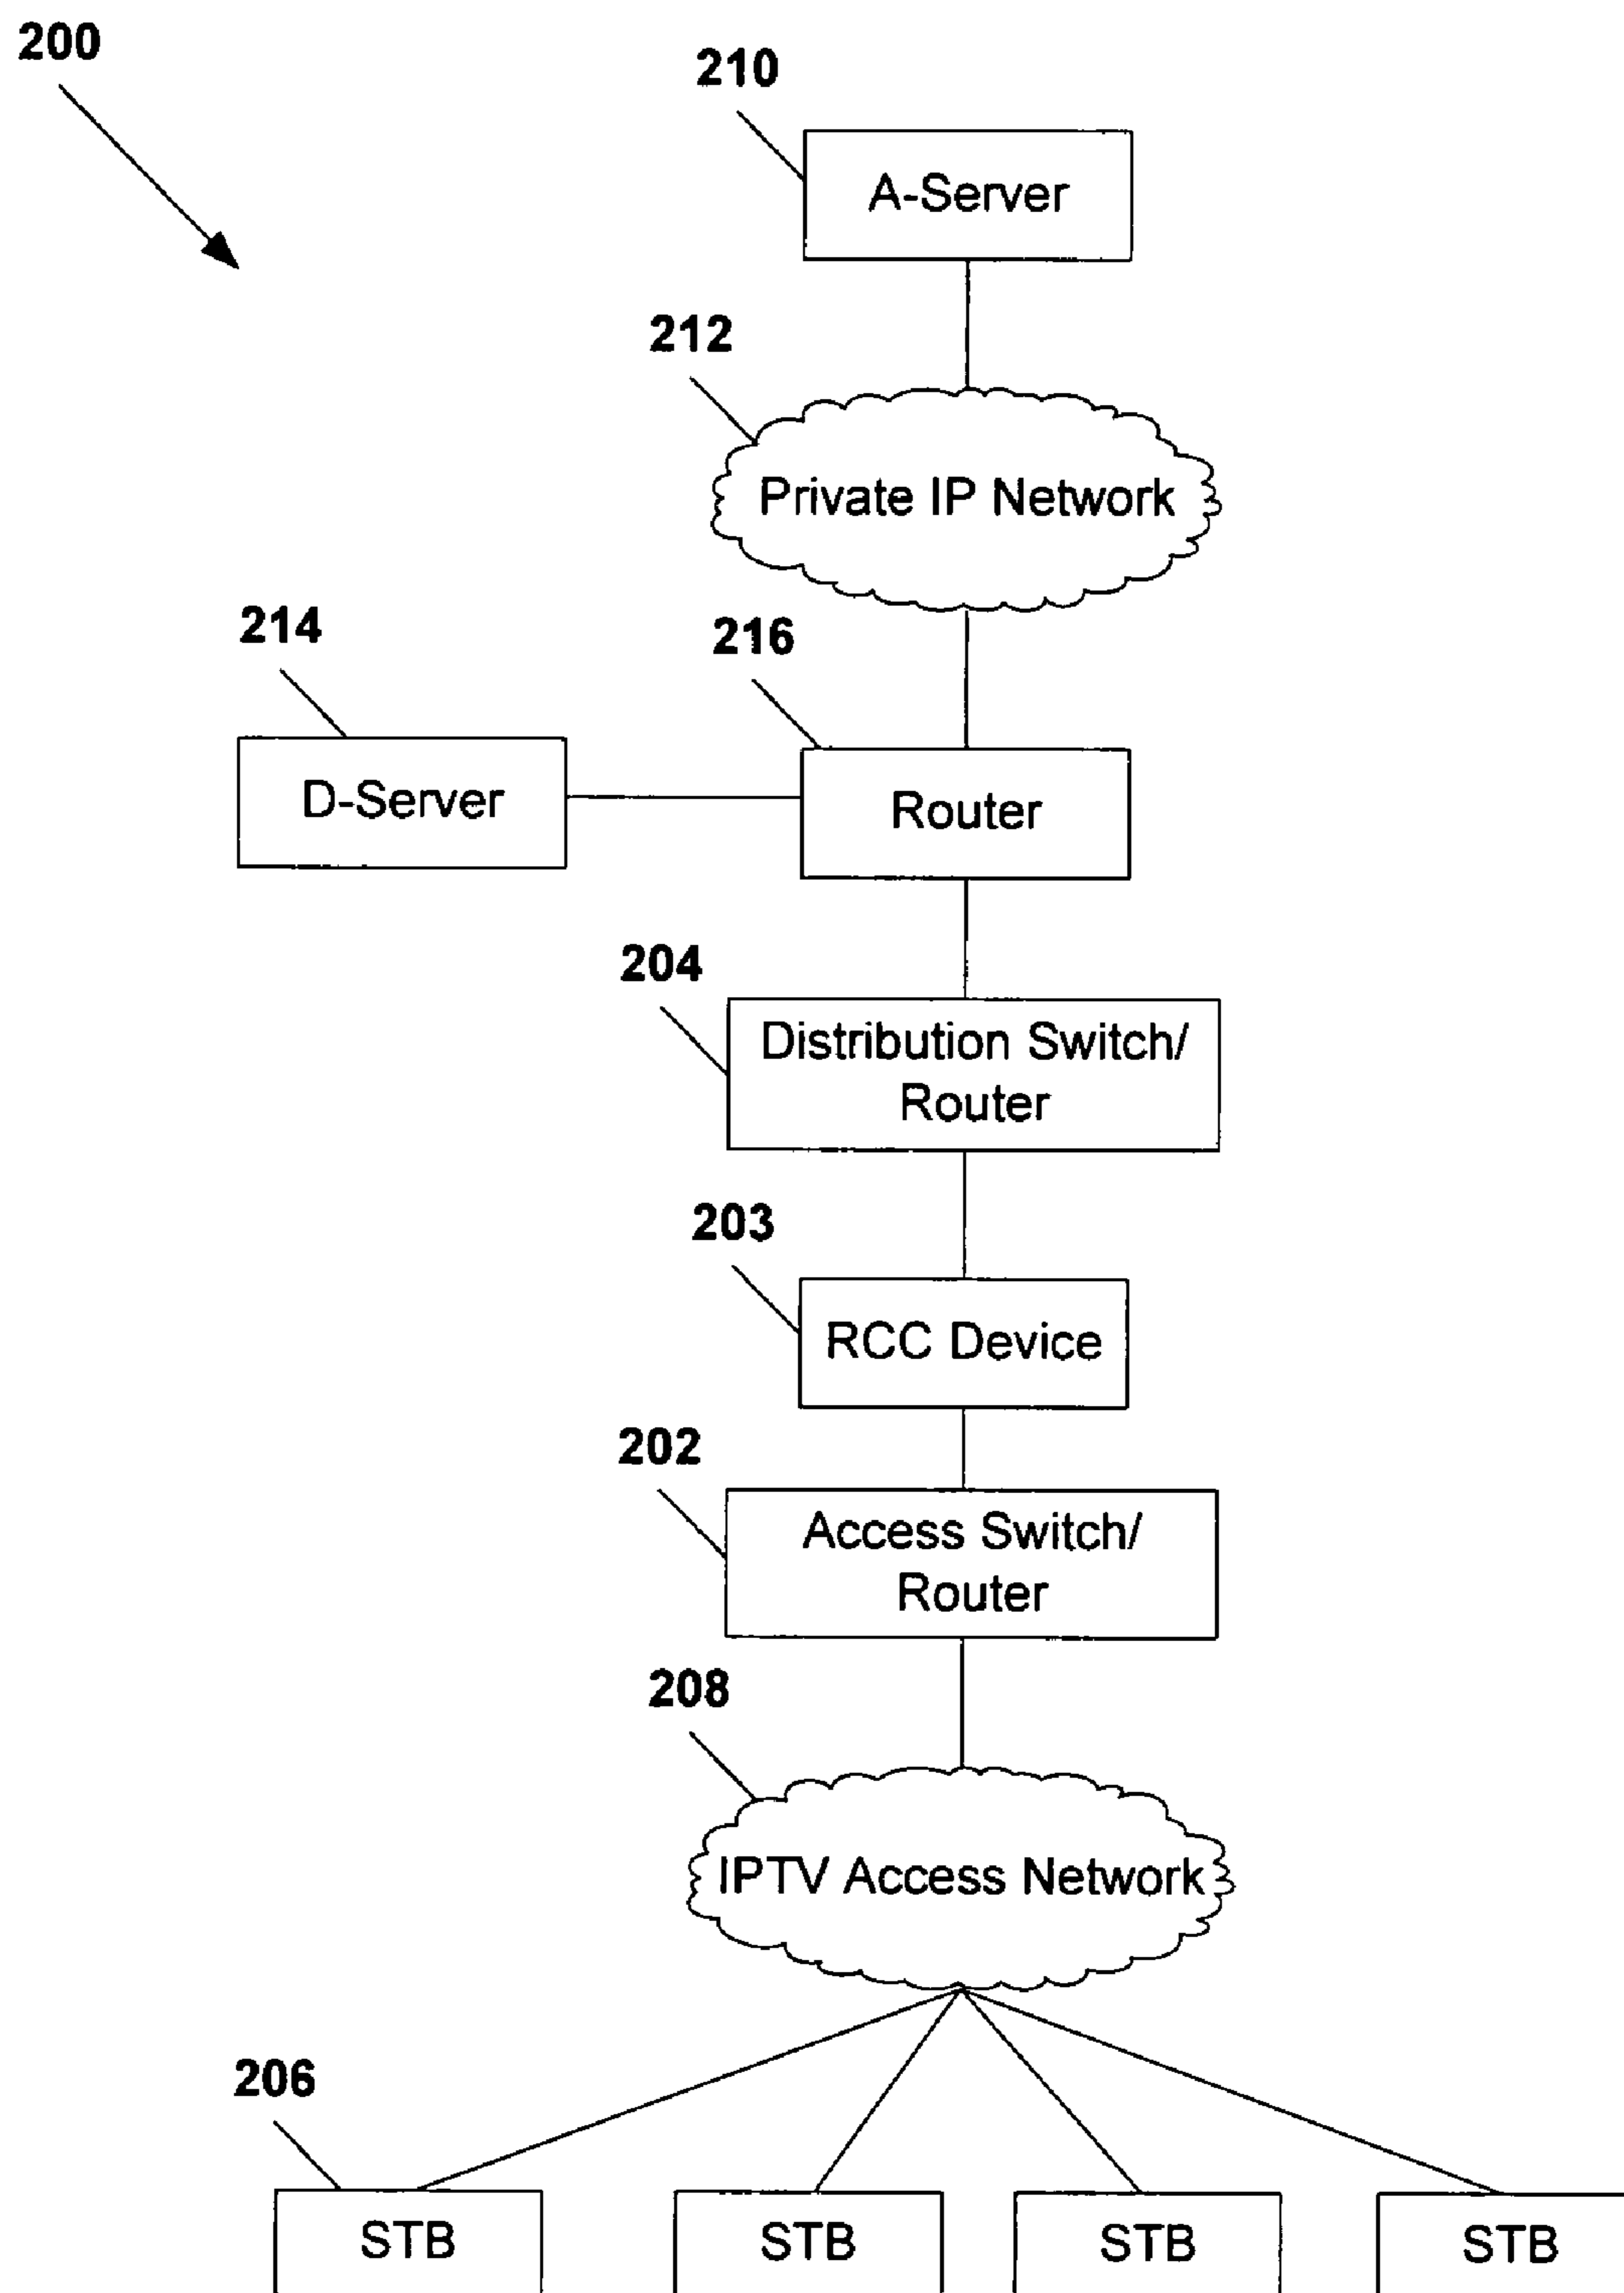 200
210
A-Server
212
Private IP Network
214
216
D-Server
Router
204
Distribution Switch/
Router
203
RCC Device
202
Access Switch/
Router
208
IPTV Access Network
206
STB
STB
STB
STB